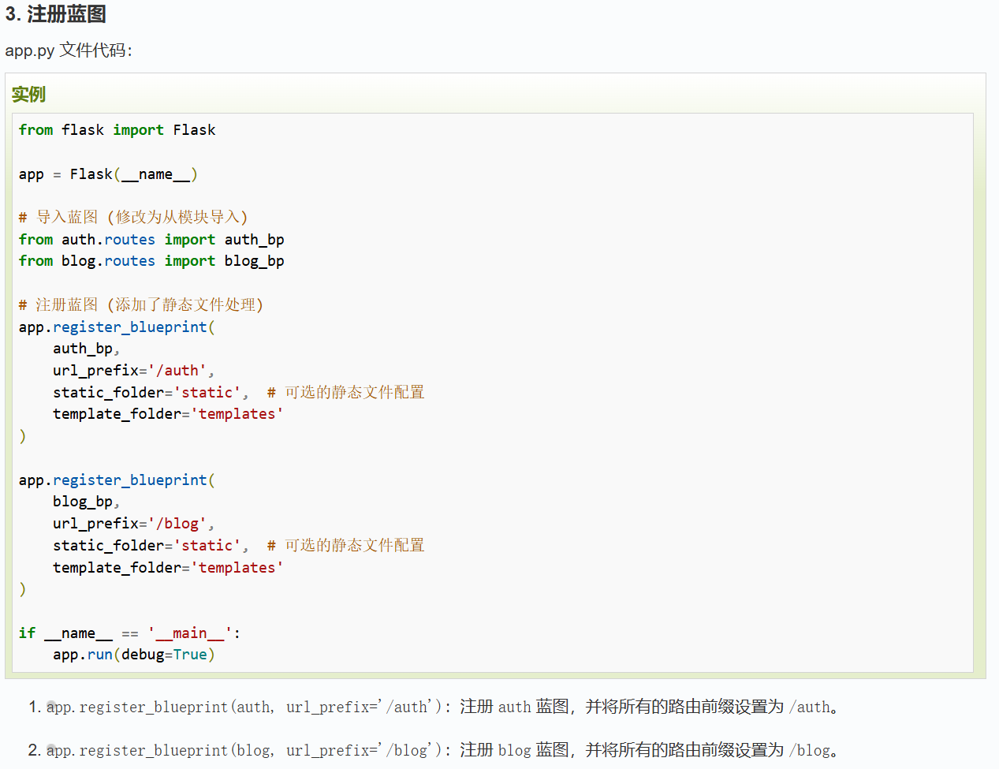 3. 注册蓝图
app.py 文件代码：
实例
from flask import Flask
app = Flask(__name__)
# 导入蓝图 (修改为从模块导入)
from auth.routes import auth_bp
from blog.routes import blog_bp
# 注册蓝图 (添加了静态文件处理)
app.register_blueprint(
    auth_bp,
    url_prefix='/auth',
    static_folder='static',  # 可选的静态文件配置
    template_folder='templates'
)
app.register_blueprint(
    blog_bp,
    url_prefix='/blog',
    static_folder='static',  # 可选的静态文件配置
    template_folder='templates'
)
if __name__ == '__main__':
    app.run(debug=True)
1. app.register_blueprint(auth, url_prefix='/auth')：注册 auth 蓝图，并将所有的路由前缀设置为 /auth。
2. app.register_blueprint(blog, url_prefix='/blog')：注册 blog 蓝图，并将所有的路由前缀设置为 /blog。